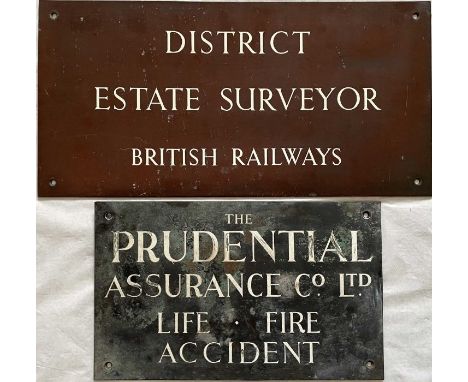 DISTRICT
ESTATE SURVEYOR
BRITISH RAILWAYS
THE
PRUDENTIAL
ASSURANCE Co. LTD.
LIFE · FIRE
ACCIDENT